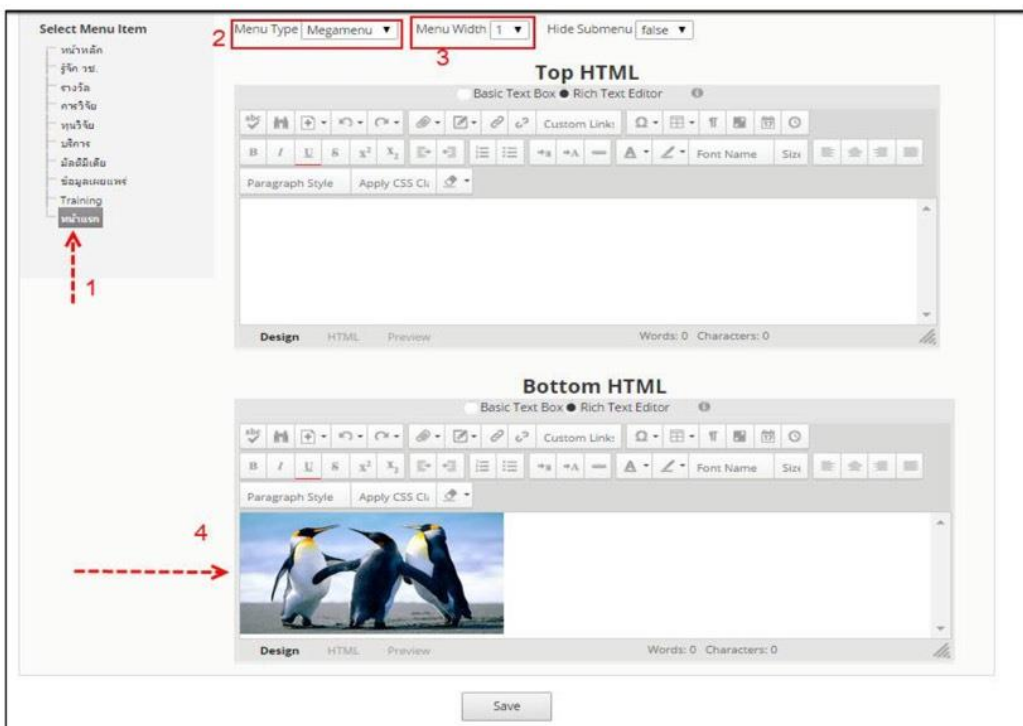 Select Menu Item
หน้าหลัก
รู้จัก วช.
รางวัล
การวิจัย
ทุนวิจัย
บริการ
มัลติมีเดีย
ข้อมูลเผยแพร่
Training
หน้าแรก
1
2 Menu Type Megamenu Menu Width 1 Hide Submenu false
3
Top HTML
Basic Text Box Rich Text Editor
Custom Link:
B I U S x² X₂ A Font Name Size
Paragraph Style Apply CSS Cl
Design HTML Preview Words: 0 Characters: 0
Bottom HTML
Basic Text Box Rich Text Editor
Custom Link:
B I U S x² X₂ A Font Name Size
Paragraph Style Apply CSS Cl
4
Design HTML Preview Words: 0 Characters: 0
Save